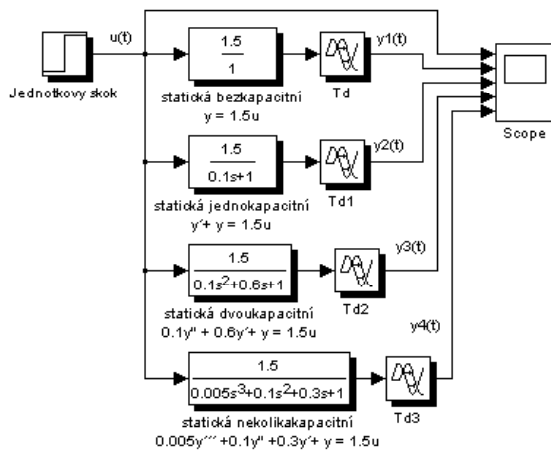 u(t)
Jednotkovy skok
1.5
1
Td
y1(t)
Scope
statická bezkapacitní
y = 1.5u
1.5
0.1s+1
Td1
y2(t)
statická jednokapacitní
y'+ y = 1.5u
1.5
0.1s²+0.6s+1
Td2
y3(t)
statická dvoukapacitní
0.1y'' + 0.6y'+ y = 1.5u
y4(t)
1.5
0.005s³+0.1s²+0.3s+1
Td3
statická nekolikakapacitní
0.005y''' +0.1y'' +0.3y'+ y = 1.5u